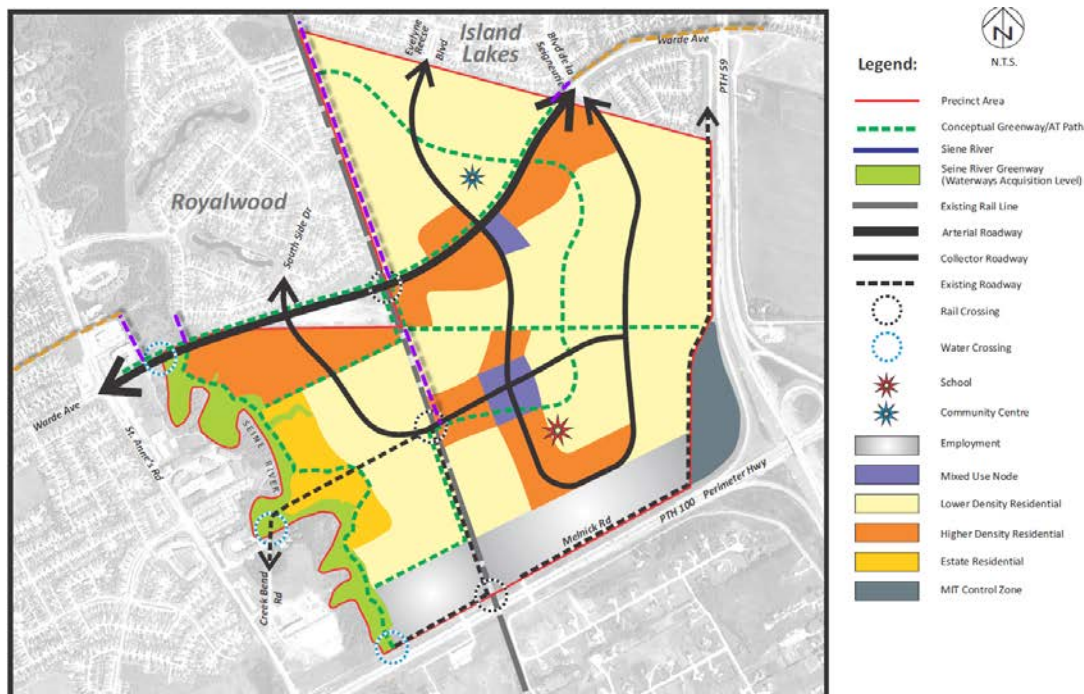 Island
Lakes
Evelyne
Reese
Blvd
Blvd de la
Seigneurie
Warde Ave
PTH 59
Royalwood
South Side Dr
Warde Ave
St. Anne's Rd
SEINE RIVER
Creek Bend
Rd
Melnick Rd
PTH 100 Perimeter Hwy
N.T.S.
Legend:
Precinct Area
Conceptual Greenway/AT Path
Siene River
Seine River Greenway
(Waterways Acquisition Level)
Existing Rail Line
Arterial Roadway
Collector Roadway
Existing Roadway
Rail Crossing
Water Crossing
School
Community Centre
Employment
Mixed Use Node
Lower Density Residential
Higher Density Residential
Estate Residential
MIT Control Zone